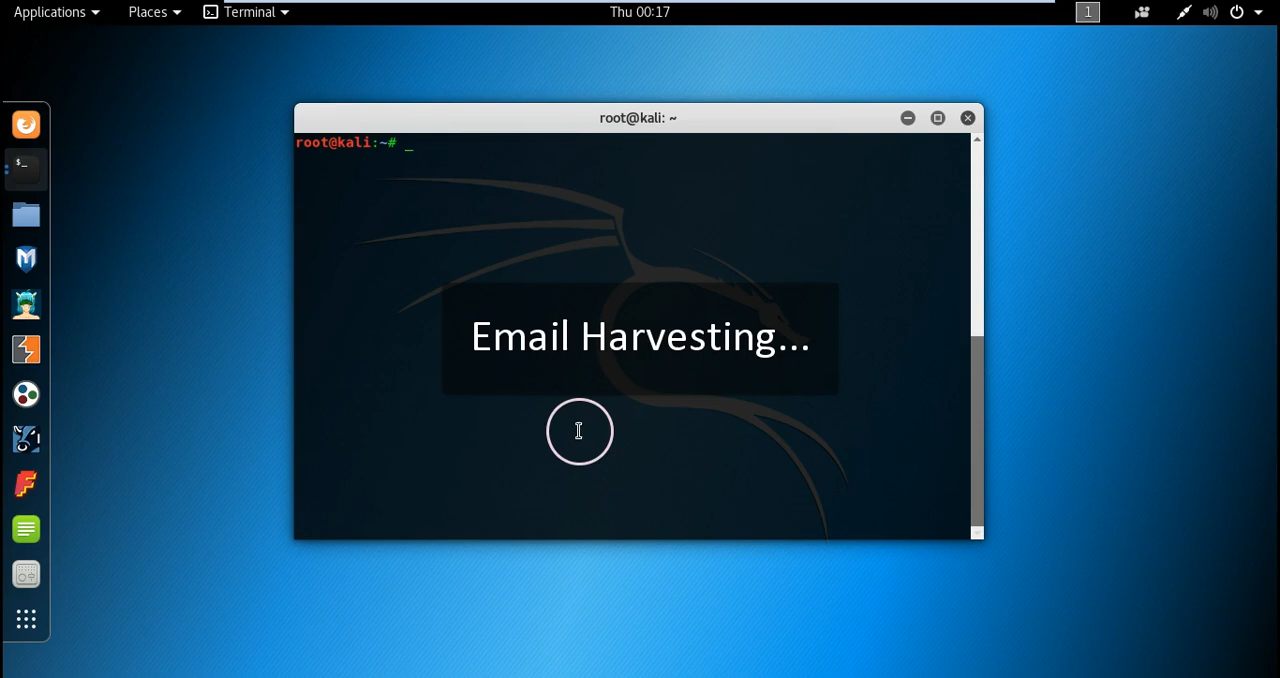 Applications Places Terminal Thu 00:17 1
root@kali: ~
$_
root@kali:~# _
Email Harvesting...